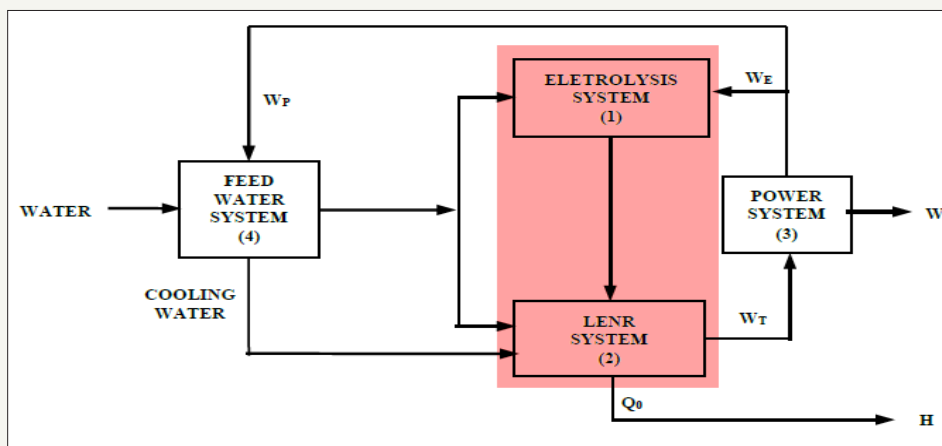 WP
ELETROLYSIS
SYSTEM
(1)
WE
WATER
FEED
WATER
SYSTEM
(4)
POWER
SYSTEM
(3)
W
COOLING
WATER
LENR
SYSTEM
(2)
WT
Q0
H